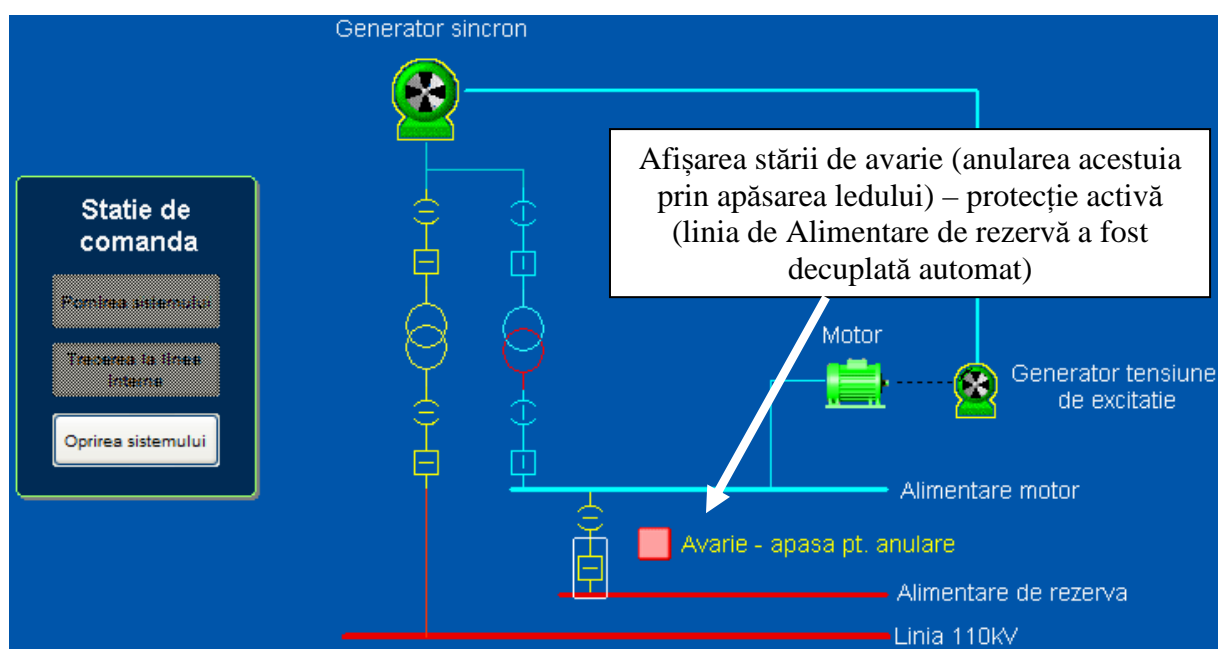 Generator sincron
Afișarea stării de avarie (anularea acestuia
prin apăsarea ledului) – protecție activă
(linia de Alimentare de rezervă a fost
decuplată automat)
Statie de
comanda
Pornirea sistemului
Trecerea la linee
interne
Oprirea sistemului
Motor
Generator tensiune
de excitatie
Alimentare motor
Avarie - apasa pt. anulare
Alimentare de rezerva
Linia 110kV